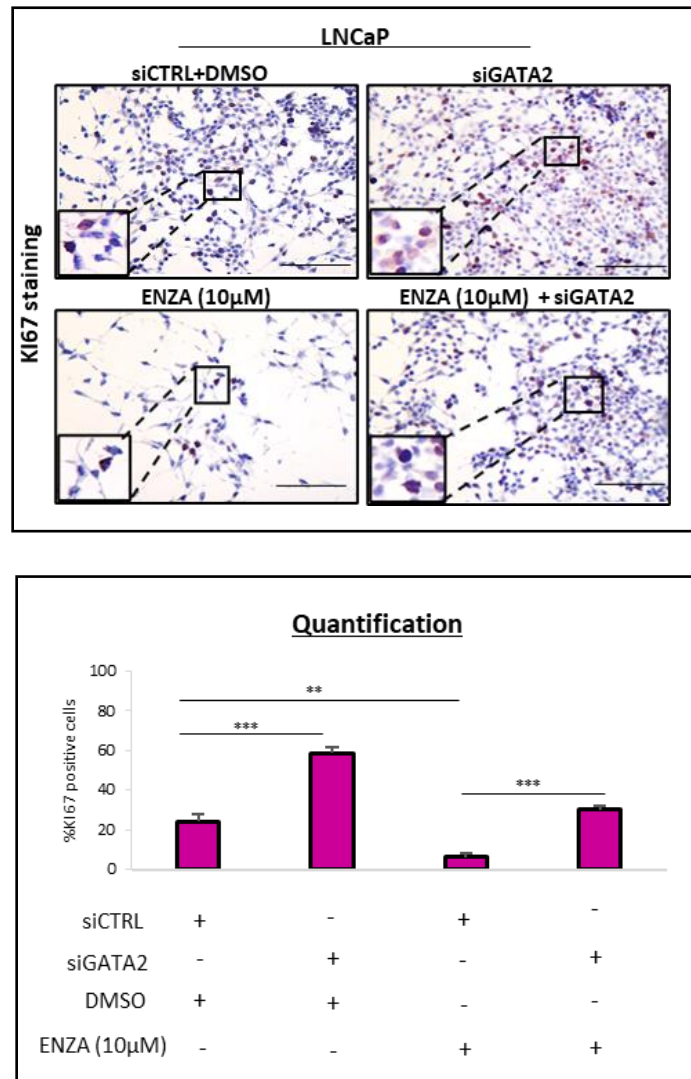 LNCaP
siCTRL+DMSO siGATA2
KI67 staining
ENZA (10µM) ENZA (10µM) + siGATA2
Quantification
%KI67 positive cells
100
80
60
40
20
0
**
***
***
siCTRL + - + -
siGATA2 - + - +
DMSO + + - -
ENZA (10µM) - - + +